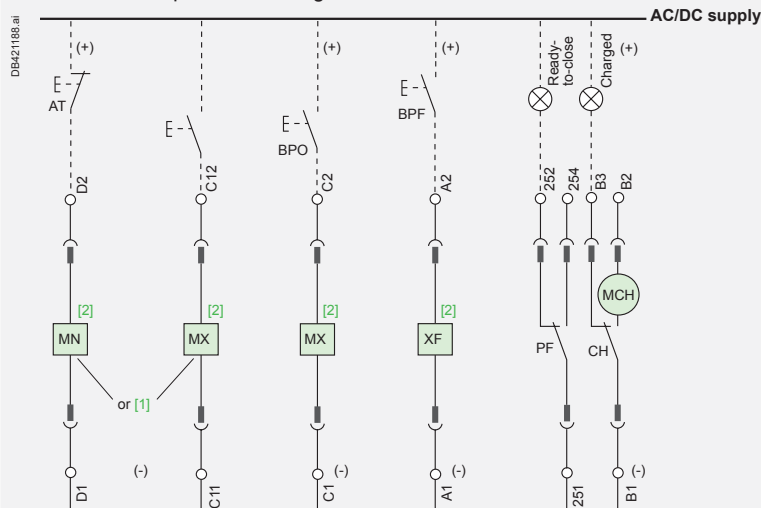 AC/DC supply
DB421188.ai
(+)
(+)
(+)
(+)
Ready-
to-close
Charged
AT
BPO
BPF
D2
C12
C2
A2
252
254
B3
B2
[2]
[2]
[2]
[2]
MCH
MN
MX
MX
XF
PF
CH
or [1]
(-)
(-)
(-)
(-)
D1
C11
C1
A1
251
B1